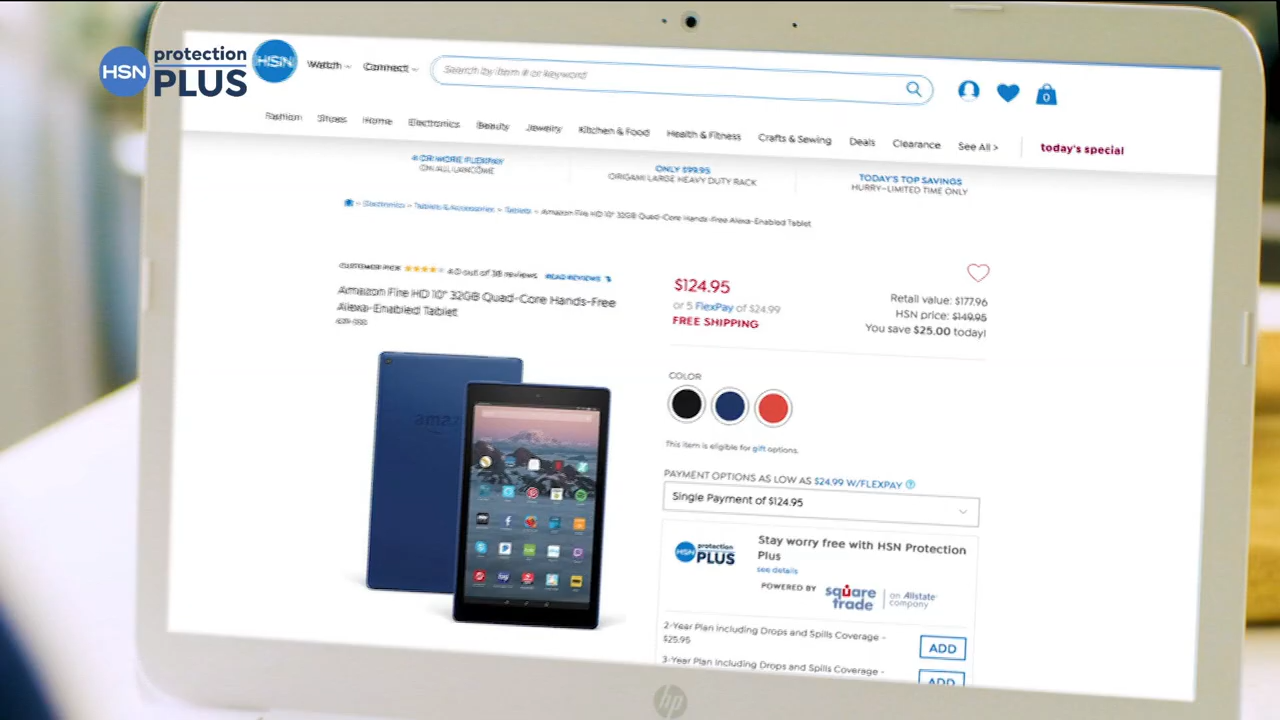 HSN protection
PLUS
HSN
Watch
Connect
Search by item # or keyword
0
Fashion Shoes Home Electronics Beauty Jewelry Kitchen & Food Health & Fitness Crafts & Sewing Deals Clearance See All > today's special
4 OR MORE FLEXPAY
ON ALL LANCÔME
ONLY $99.95
ORIGAMI LARGE HEAVY DUTY RACK
TODAY'S TOP SAVINGS
HURRY–LIMITED TIME ONLY
Electronics > Tablets & Accessories > Tablets > Amazon Fire HD 10" 32GB Quad-Core Hands-Free Alexa-Enabled Tablet
CUSTOMER PICK 4.0 out of 38 reviews READ REVIEWS
Amazon Fire HD 10" 32GB Quad-Core Hands-Free
Alexa-Enabled Tablet
$124.95
or 5 FlexPay of $24.99
FREE SHIPPING
Retail value: $177.96
HSN price: $149.95
You save $25.00 today!
COLOR
This item is eligible for gift options.
PAYMENT OPTIONS AS LOW AS $24.99 W/FLEXPAY ?
Single Payment of $124.95
HSN protection
PLUS
Stay worry free with HSN Protection
Plus
see details
POWERED BY
square
trade
an Allstate
company
2-Year Plan Including Drops and Spills Coverage -
$25.95
ADD
3-Year Plan Including Drops and Spills Coverage -
ADD
amaz
hp